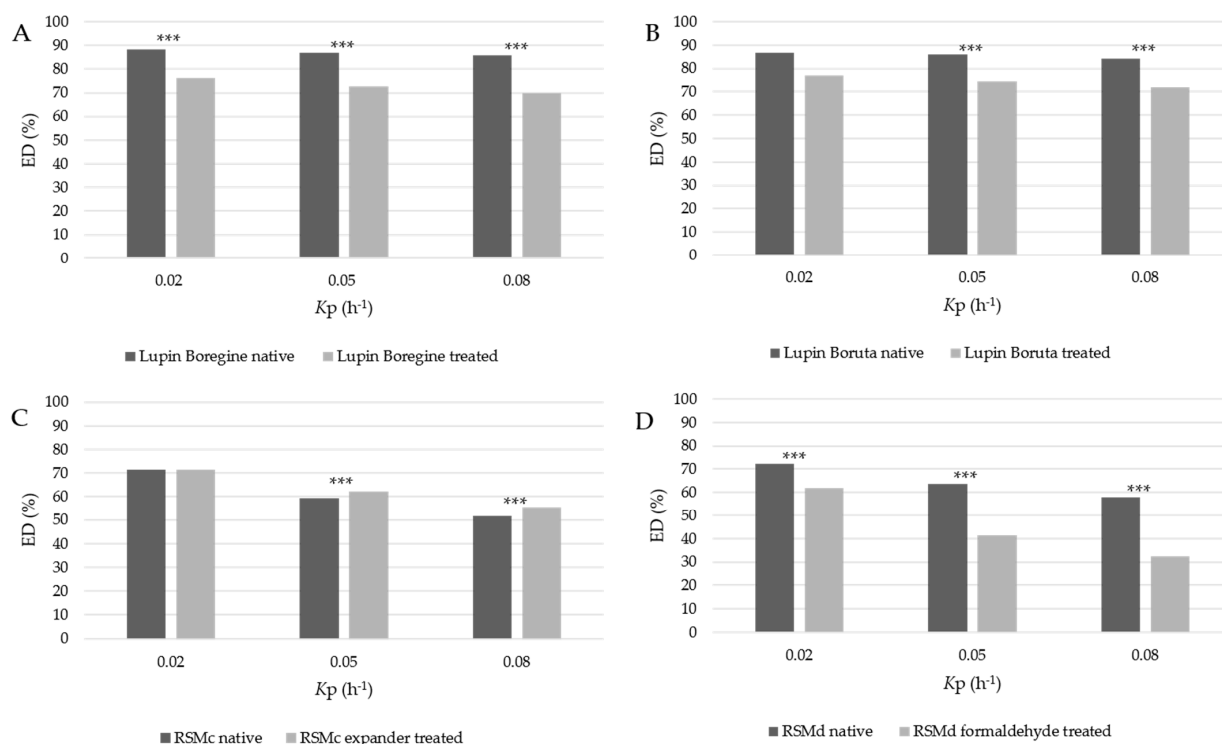 A
100
90
80
70
60
50
40
30
20
10
0
ED (%)
*** *** ***
0.02 0.05 0.08
Kp (h⁻¹)
Lupin Boregine native Lupin Boregine treated
B
100
90
80
70
60
50
40
30
20
10
0
ED (%)
*** ***
0.02 0.05 0.08
Kp (h⁻¹)
Lupin Boruta native Lupin Boruta treated
C
100
90
80
70
60
50
40
30
20
10
0
ED (%)
*** ***
0.02 0.05 0.08
Kp (h⁻¹)
RSMc native RSMc expander treated
D
100
90
80
70
60
50
40
30
20
10
0
ED (%)
*** *** ***
0.02 0.05 0.08
Kp (h⁻¹)
RSMd native RSMd formaldehyde treated